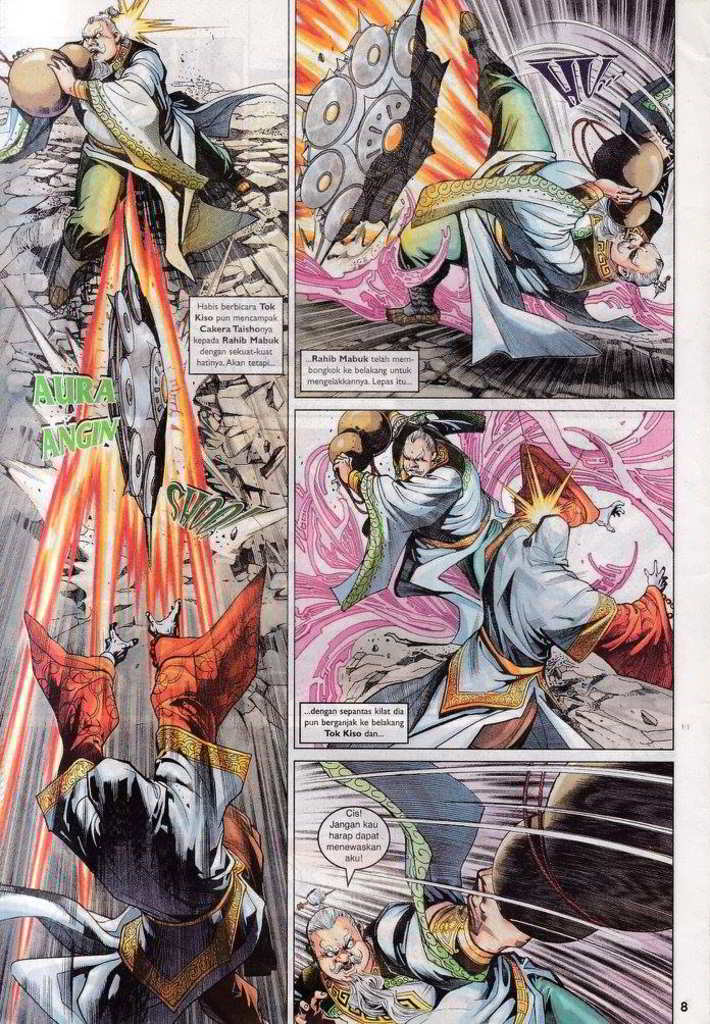 Habis berbicara Tok
Kiso pun mencampak
Cakera Taishonya
kepada Rahib Mabuk
dengan sekuat-kuat
hatinya. Akan tetapi...
AURA
ANGIN
...Rahib Mabuk telah mem-
bongkok ke belakang untuk
mengelakkannya. Lepas itu...
...dengan sepantas kilat dia
pun berganjak ke belakang
Tok Kiso dan...
Cis!
Jangan kau
harap dapat
menewaskan
aku!
8